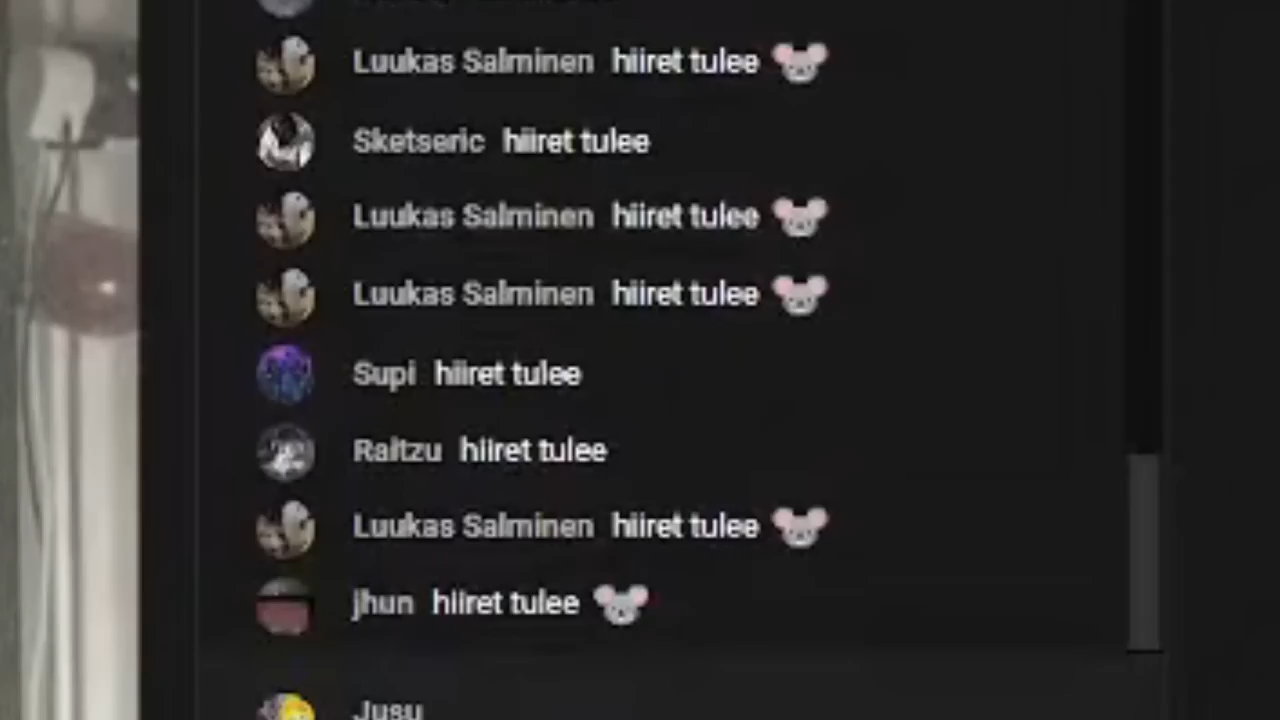 Luukas Salminen hiiret tulee 🐭
Sketseric hiiret tulee
Luukas Salminen hiiret tulee 🐭
Luukas Salminen hiiret tulee 🐭
Supi hiiret tulee
Raitzu hiiret tulee
Luukas Salminen hiiret tulee 🐭
jhun hiiret tulee 🐭
Jusu